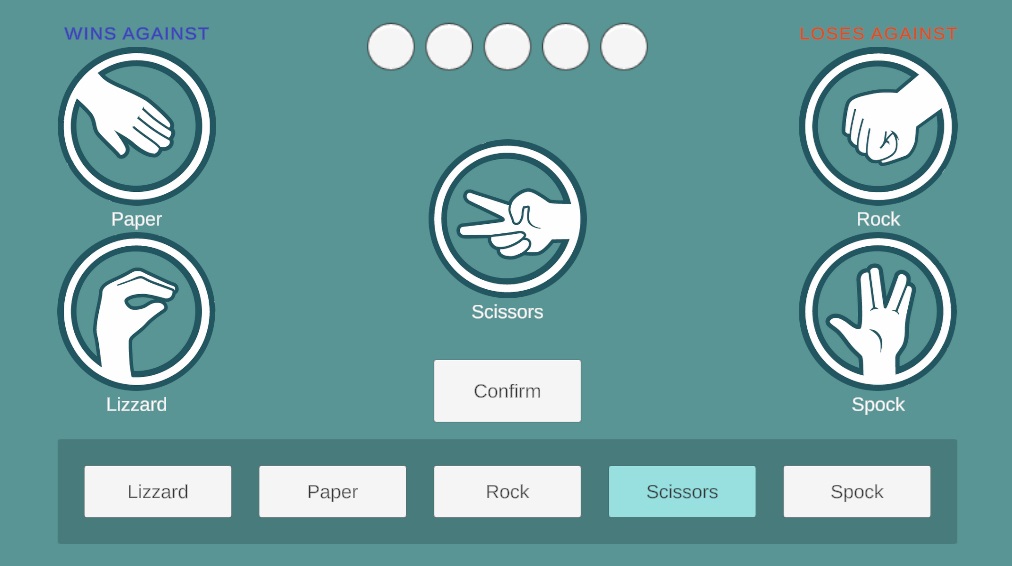 WINS AGAINST
LOSES AGAINST
Paper
Rock
Scissors
Lizzard
Spock
Confirm
Lizzard
Paper
Rock
Scissors
Spock